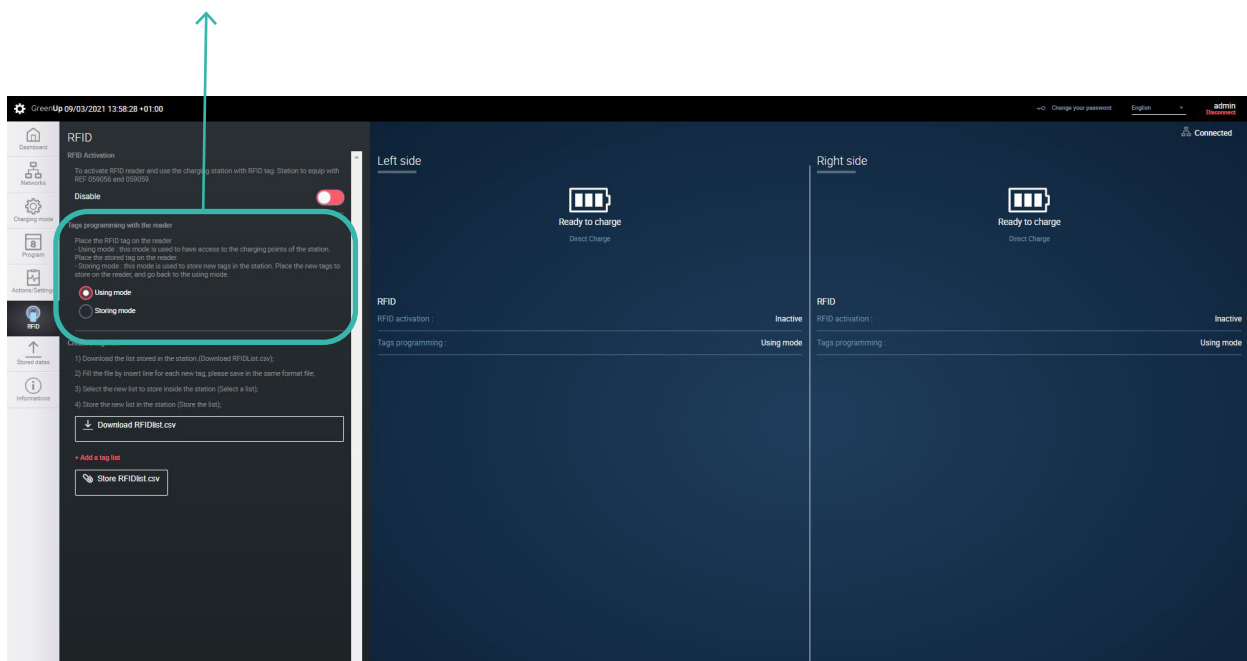 GreenUp 09/03/2021 13:58:28 +01:00
Change your password
English
admin
Disconnect
Connected
Dashboard
Networks
Charging mode
8
Program
Actions/Settings
RFID
Stored datas
Informations
RFID
RFID Activation
To activate RFID reader and use the charging station with RFID tag. Station to equip with
REF 059056 and 059059.
Disable
Tags programming with the reader
Place the RFID tag on the reader
-Using mode : this mode is used to have access to the charging points of the station.
Place the stored tag on the reader.
-Storing mode : this mode is used to store new tags in the station. Place the new tags to
store on the reader, and go back to the using mode.
Using mode
Storing mode
1) Download the list stored in the station.(Download RFIDList.csv);
2) Fill the file by insert line for each new tag, please save in the same format file;
3) Select the new list to store inside the station (Select a list);
4) Store the new list in the station (Store the list);
Download RFIDlist.csv
+ Add a tag list
Store RFIDlist.csv
Left side
Ready to charge
Direct Charge
RFID
RFID activation :
Inactive
Tags programming :
Using mode
Right side
Ready to charge
Direct Charge
RFID
RFID activation :
Inactive
Tags programming :
Using mode